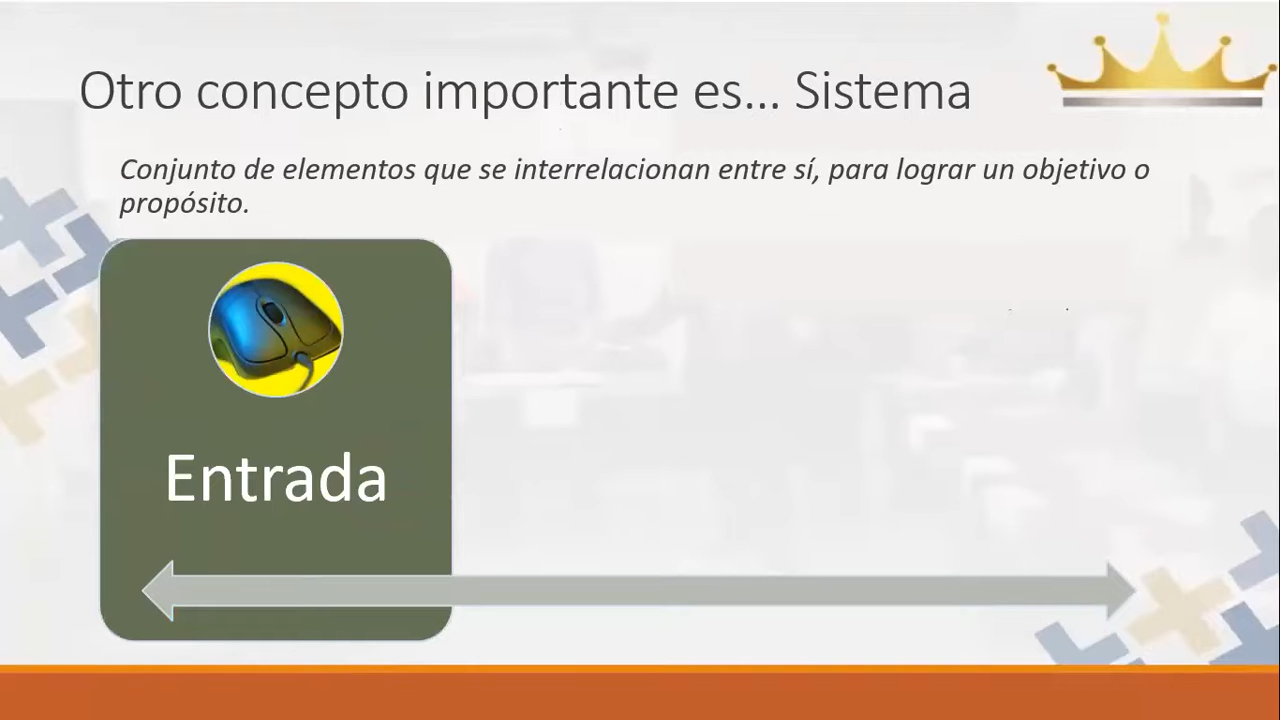 Otro concepto importante es... Sistema
Conjunto de elementos que se interrelacionan entre sí, para lograr un objetivo o
propósito.
Entrada